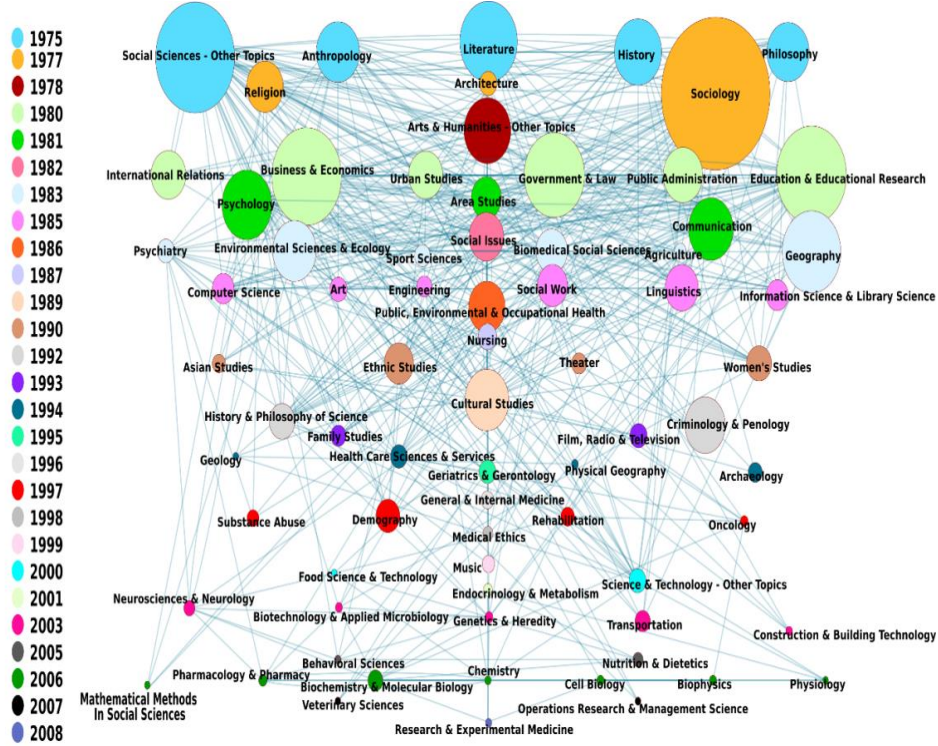 1975
1977
1978
1980
1981
1982
1983
1985
1986
1987
1989
1990
1992
1993
1994
1995
1996
1997
1998
1999
2000
2001
2003
2005
2006
2007
2008
Social Sciences - Other Topics
Anthropology
Literature
History
Philosophy
Religion
Architecture
Sociology
Arts & Humanities - Other Topics
International Relations
Business & Economics
Urban Studies
Government & Law
Public Administration
Education & Educational Research
Psychology
Area Studies
Communication
Psychiatry
Environmental Sciences & Ecology
Social Issues
Sport Sciences
Biomedical Social Sciences
Agriculture
Geography
Computer Science
Art
Engineering
Social Work
Linguistics
Information Science & Library Science
Public, Environmental & Occupational Health
Nursing
Asian Studies
Ethnic Studies
Theater
Women's Studies
Cultural Studies
History & Philosophy of Science
Family Studies
Film, Radio & Television
Criminology & Penology
Geology
Health Care Sciences & Services
Geriatrics & Gerontology
Physical Geography
Archaeology
General & Internal Medicine
Substance Abuse
Demography
Rehabilitation
Oncology
Medical Ethics
Music
Food Science & Technology
Science & Technology - Other Topics
Endocrinology & Metabolism
Neurosciences & Neurology
Biotechnology & Applied Microbiology
Genetics & Heredity
Transportation
Construction & Building Technology
Behavioral Sciences
Nutrition & Dietetics
Pharmacology & Pharmacy
Biochemistry & Molecular Biology
Chemistry
Cell Biology
Biophysics
Physiology
Mathematical Methods
In Social Sciences
Veterinary Sciences
Operations Research & Management Science
Research & Experimental Medicine